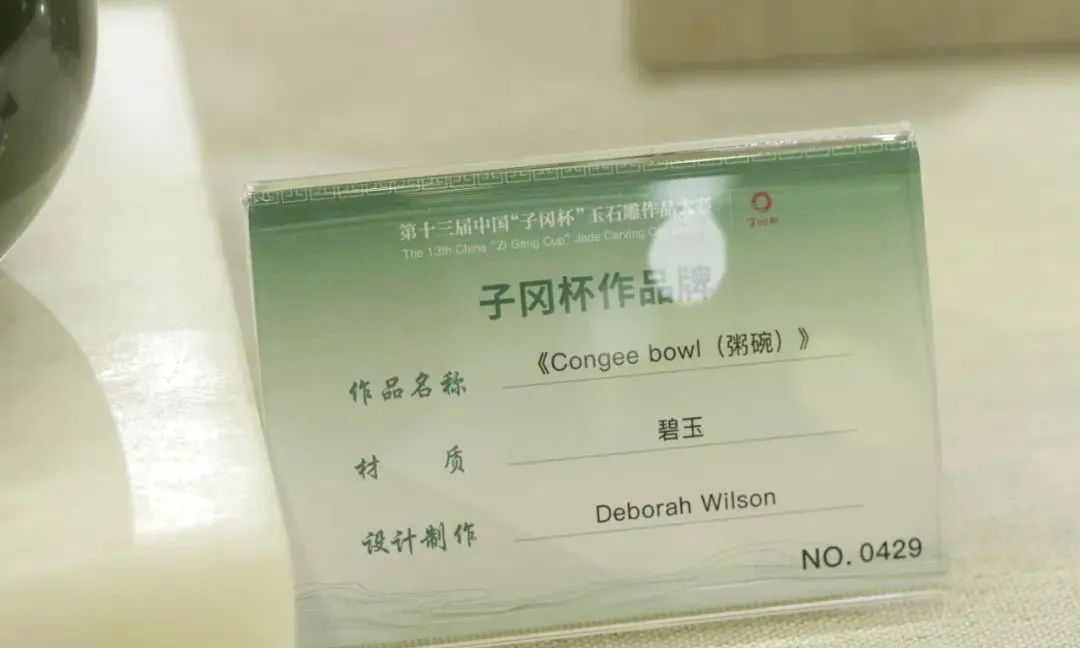 第十三届中国“子冈杯”玉石雕作品大赛
The 13th China "Zi Gang Cup" Jade Carving
子冈杯作品牌
作品名称 《Congee bowl（粥碗）》
材 质 碧玉
设计制作 Deborah Wilson
NO. 0429